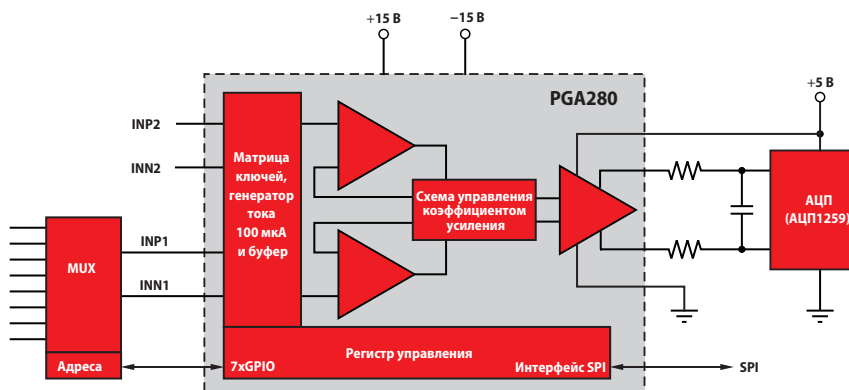 +15 В
−15 В
+5 В
PGA280
INP2
INN2
INP1
INN1
MUX
Адреса
Матрица
ключей,
генератор
тока
100 мкА
и буфер
Схема управления
коэффициентом
усиления
АЦП
(АЦП1259)
Регистр управления
7xGPIO
Интерфейс SPI
SPI